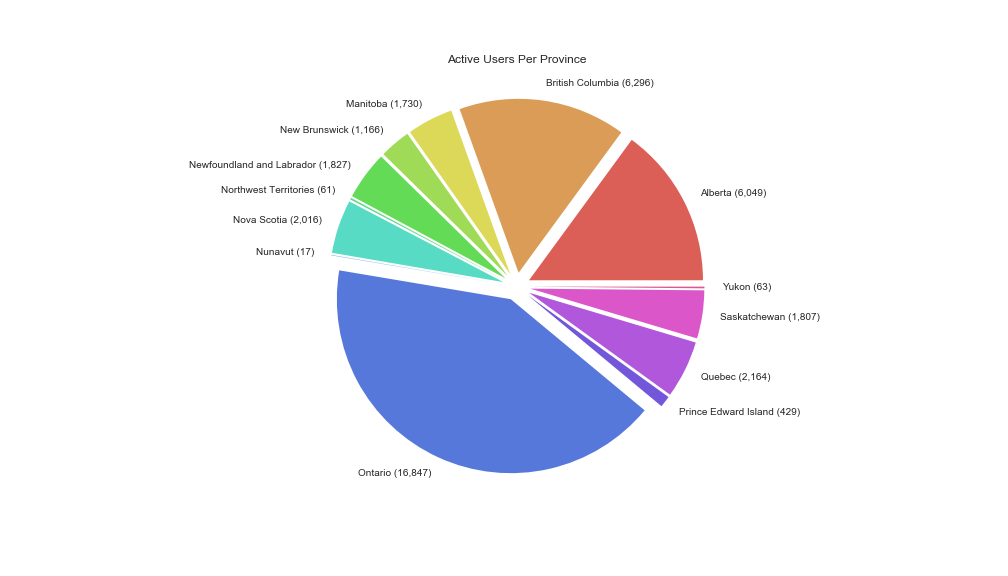 Active Users Per Province
British Columbia (6,296)
Manitoba (1,730)
New Brunswick (1,166)
Newfoundland and Labrador (1,827)
Northwest Territories (61)
Alberta (6,049)
Nova Scotia (2,016)
Nunavut (17)
Yukon (63)
Saskatchewan (1,807)
Quebec (2,164)
Prince Edward Island (429)
Ontario (16,847)